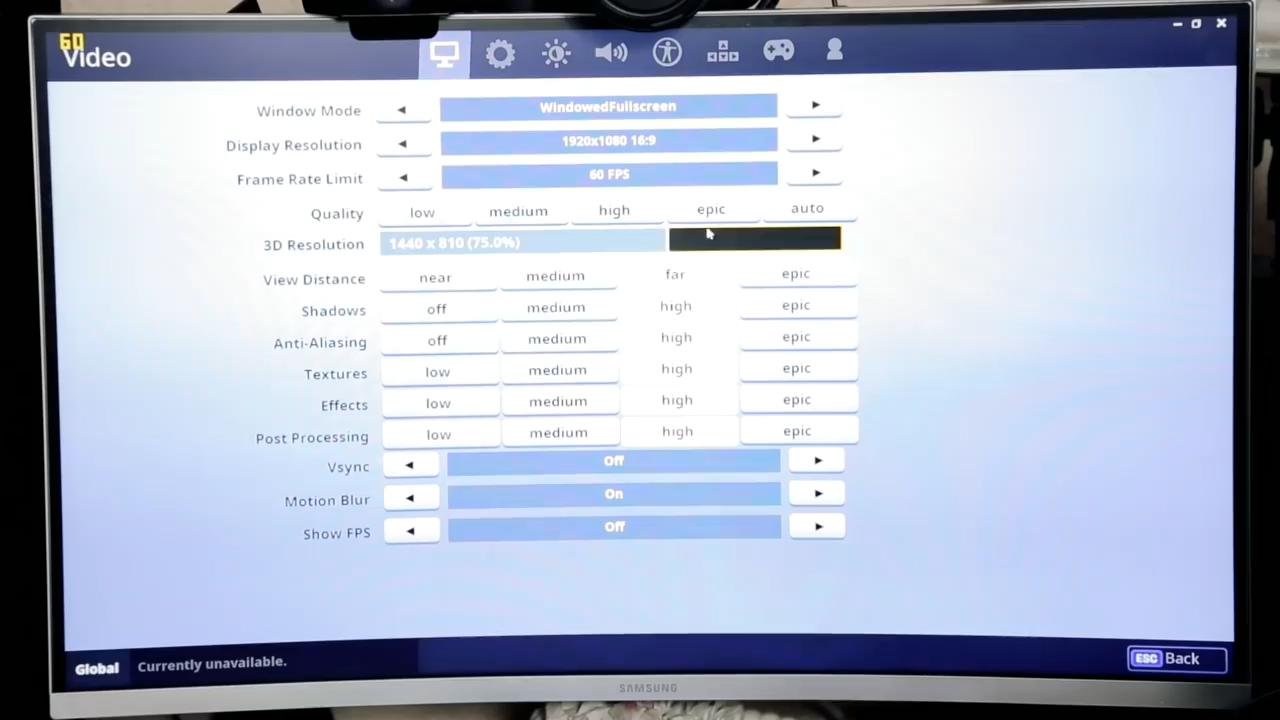 60
Video
Window Mode WindowedFullscreen
Display Resolution 1920x1080 16:9
Frame Rate Limit 60 FPS
Quality low medium high epic auto
3D Resolution 1440 x 810 (75.0%)
View Distance near medium far epic
Shadows off medium high epic
Anti-Aliasing off medium high epic
Textures low medium high epic
Effects low medium high epic
Post Processing low medium high epic
Vsync Off
Motion Blur On
Show FPS Off
Global Currently unavailable. ESC Back
SAMSUNG